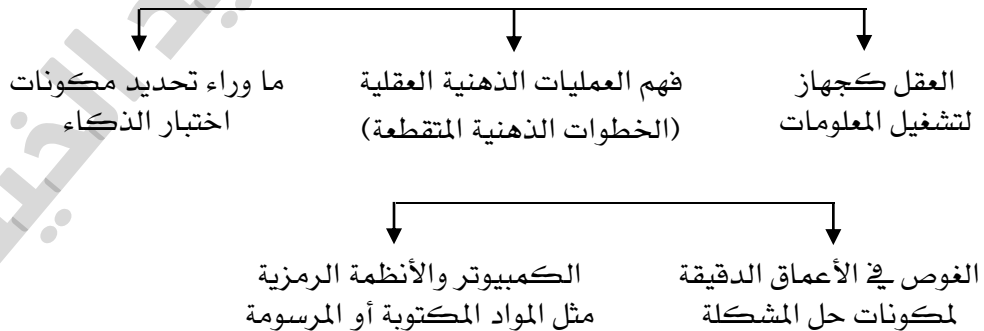 العقل كجهاز
لتشغيل المعلومات
فهم العمليات الذهنية العقلية
(الخطوات الذهنية المتقطعة)
ما وراء تحديد مكونات
اختبار الذكاء
الغوص في الأعماق الدقيقة
لمكونات حل المشكلة
الكمبيوتر والأنظمة الرمزية
مثل المواد المكتوبة أو المرسومة